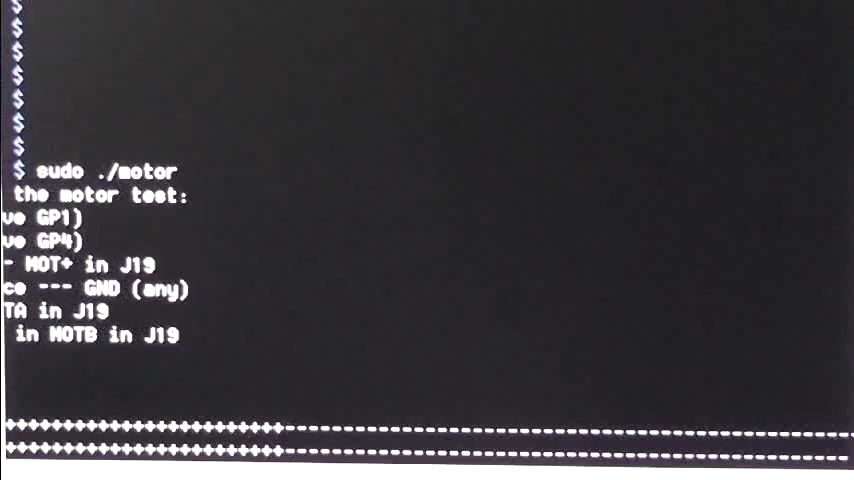 $
$
$
$
$
$
$
$ sudo ./motor
the motor test:
ve GP1)
ve GP4)
- MOT+ in J19
ce --- GND (any)
TA in J19
in MOTB in J19
++++++++++++++++++++++++-----------------------------------------------
++++++++++++++++++++++++-----------------------------------------------